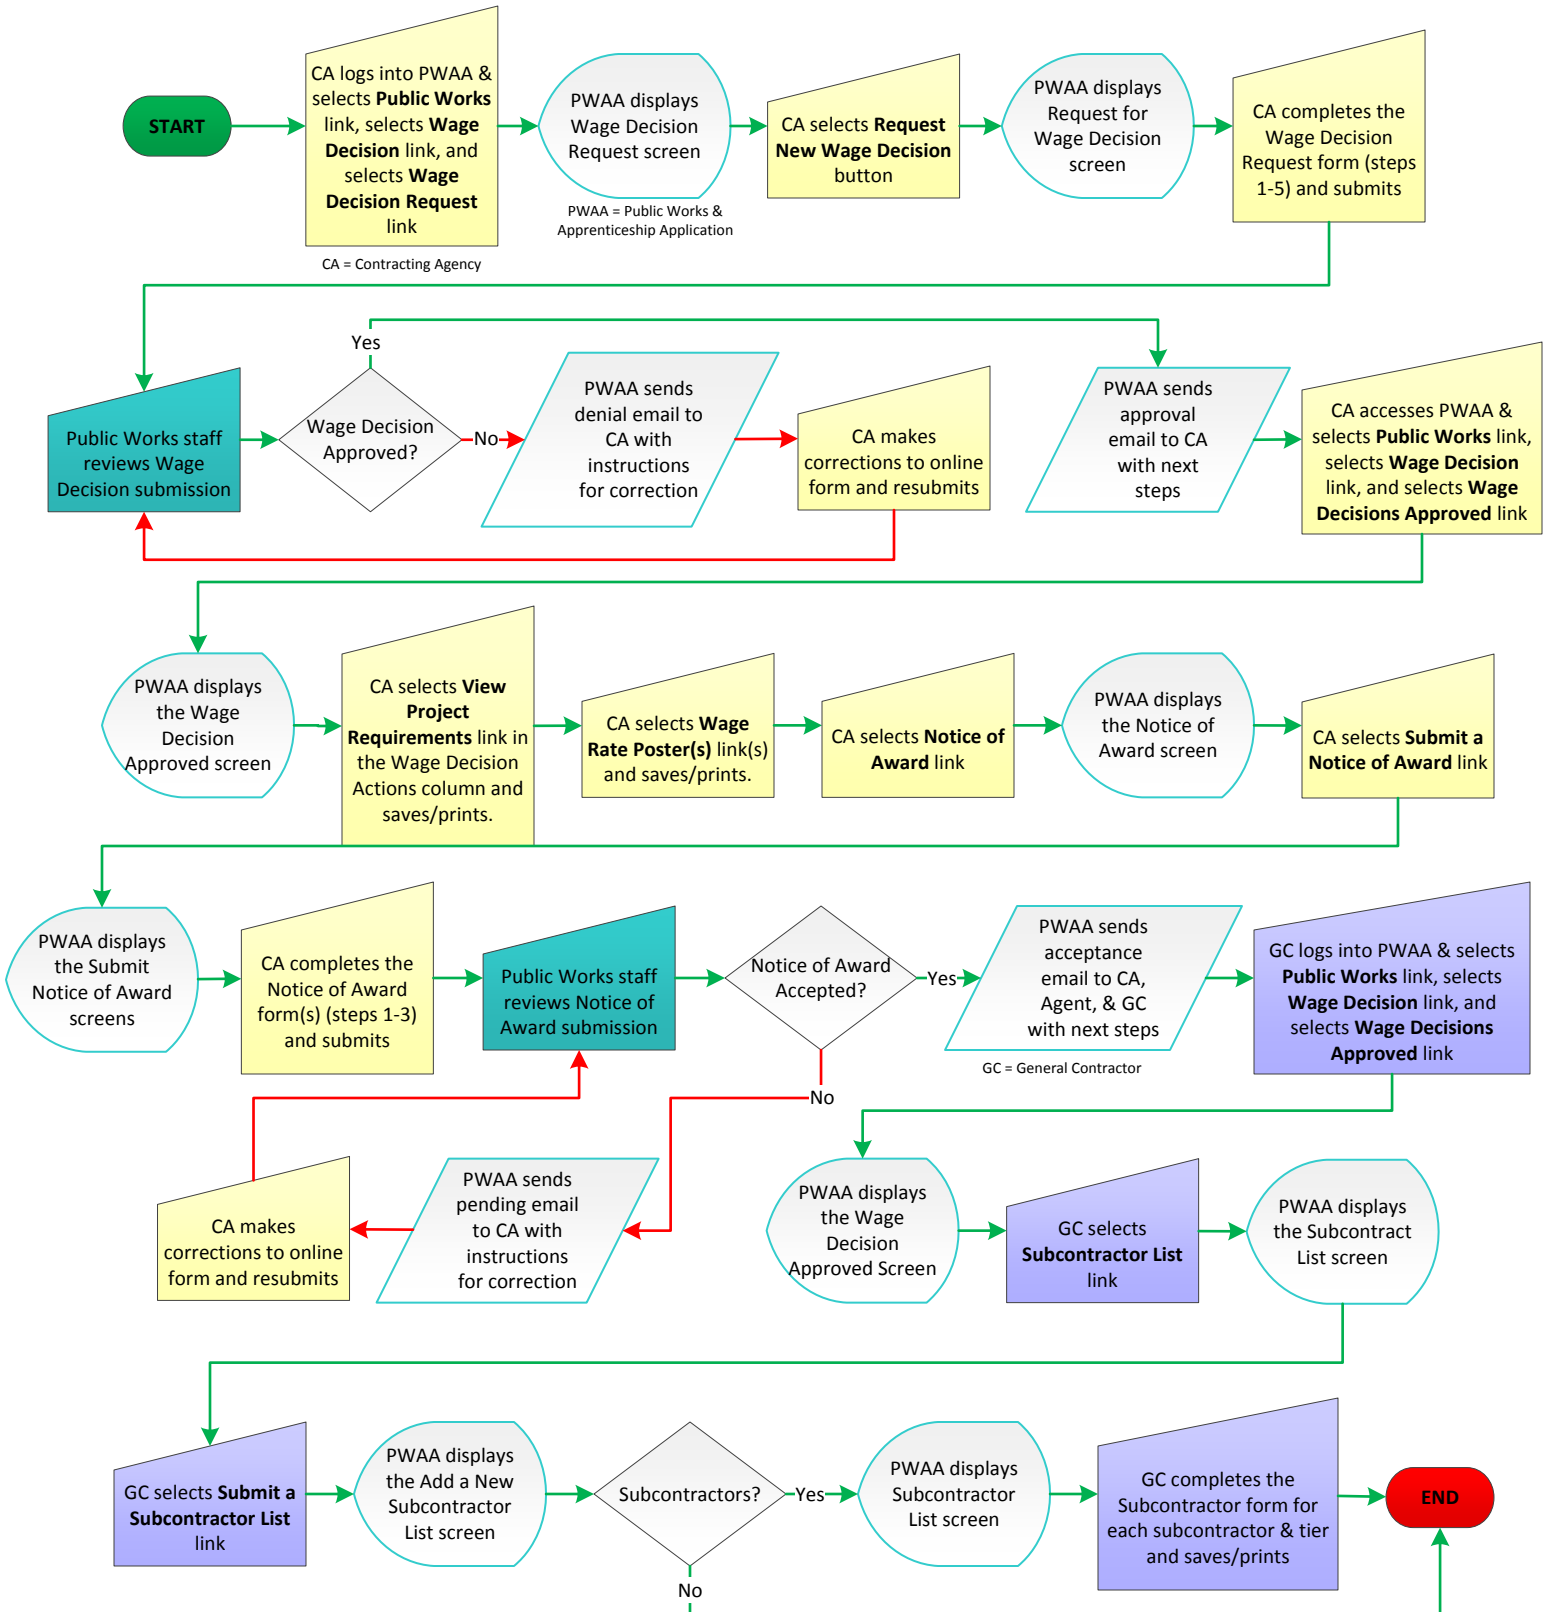 START
CA logs into PWAA &
selects Public Works
link, selects Wage
Decision link, and
selects Wage
Decision Request
link
CA = Contracting Agency
PWAA displays
Wage Decision
Request screen
PWAA = Public Works &
Apprenticeship Application
CA selects Request
New Wage Decision
button
PWAA displays
Request for
Wage Decision
screen
CA completes the
Wage Decision
Request form (steps
1-5) and submits
Public Works staff
reviews Wage
Decision submission
Wage Decision
Approved?
Yes
No
PWAA sends
denial email to
CA with
instructions
for correction
CA makes
corrections to online
form and resubmits
PWAA sends
approval
email to CA
with next
steps
CA accesses PWAA &
selects Public Works link,
selects Wage Decision
link, and selects Wage
Decisions Approved link
PWAA displays
the Wage
Decision
Approved screen
CA selects View
Project
Requirements link in
the Wage Decision
Actions column and
saves/prints.
CA selects Wage
Rate Poster(s) link(s)
and saves/prints.
CA selects Notice of
Award link
PWAA displays
the Notice of
Award screen
CA selects Submit a
Notice of Award link
PWAA displays
the Submit
Notice of Award
screens
CA completes the
Notice of Award
form(s) (steps 1-3)
and submits
Public Works staff
reviews Notice of
Award submission
Notice of Award
Accepted?
Yes
No
PWAA sends
acceptance
email to CA,
Agent, & GC
with next steps
GC = General Contractor
GC logs into PWAA & selects
Public Works link, selects
Wage Decision link, and
selects Wage Decisions
Approved link
CA makes
corrections to online
form and resubmits
PWAA sends
pending email
to CA with
instructions
for correction
PWAA displays
the Wage
Decision
Approved Screen
GC selects
Subcontractor List
link
PWAA displays
the Subcontract
List screen
GC selects Submit a
Subcontractor List
link
PWAA displays
the Add a New
Subcontractor
List screen
Subcontractors?
Yes
No
PWAA displays
Subcontractor
List screen
GC completes the
Subcontractor form for
each subcontractor & tier
and saves/prints
END